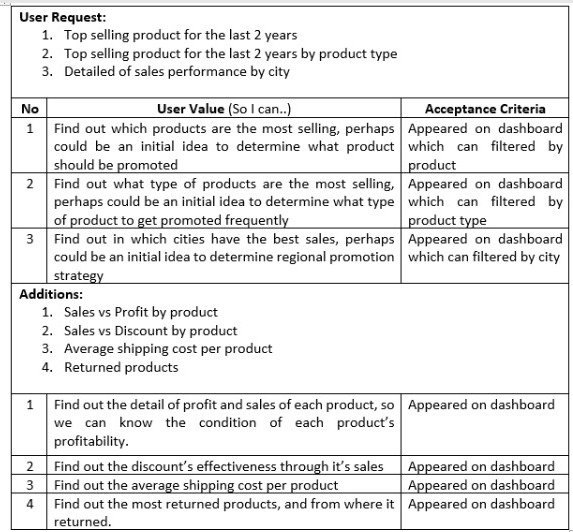 User Request:
1. Top selling product for the last 2 years
2. Top selling product for the last 2 years by product type
3. Detailed of sales performance by city
No User Value (So I can..) Acceptance Criteria
1 Find out which products are the most selling, perhaps Appeared on dashboard
could be an initial idea to determine what product which can filtered by
should be promoted product
2 Find out what type of products are the most selling, Appeared on dashboard
perhaps could be an initial idea to determine what type which can filtered by
of product to get promoted frequently product type
3 Find out in which cities have the best sales, perhaps Appeared on dashboard
could be an initial idea to determine regional promotion which can filtered by city
strategy
Additions:
1. Sales vs Profit by product
2. Sales vs Discount by product
3. Average shipping cost per product
4. Returned products
1 Find out the detail of profit and sales of each product, so Appeared on dashboard
we can know the condition of each product's
profitability.
2 Find out the discount's effectiveness through it's sales Appeared on dashboard
3 Find out the average shipping cost per product Appeared on dashboard
4 Find out the most returned products, and from where it Appeared on dashboard
returned.